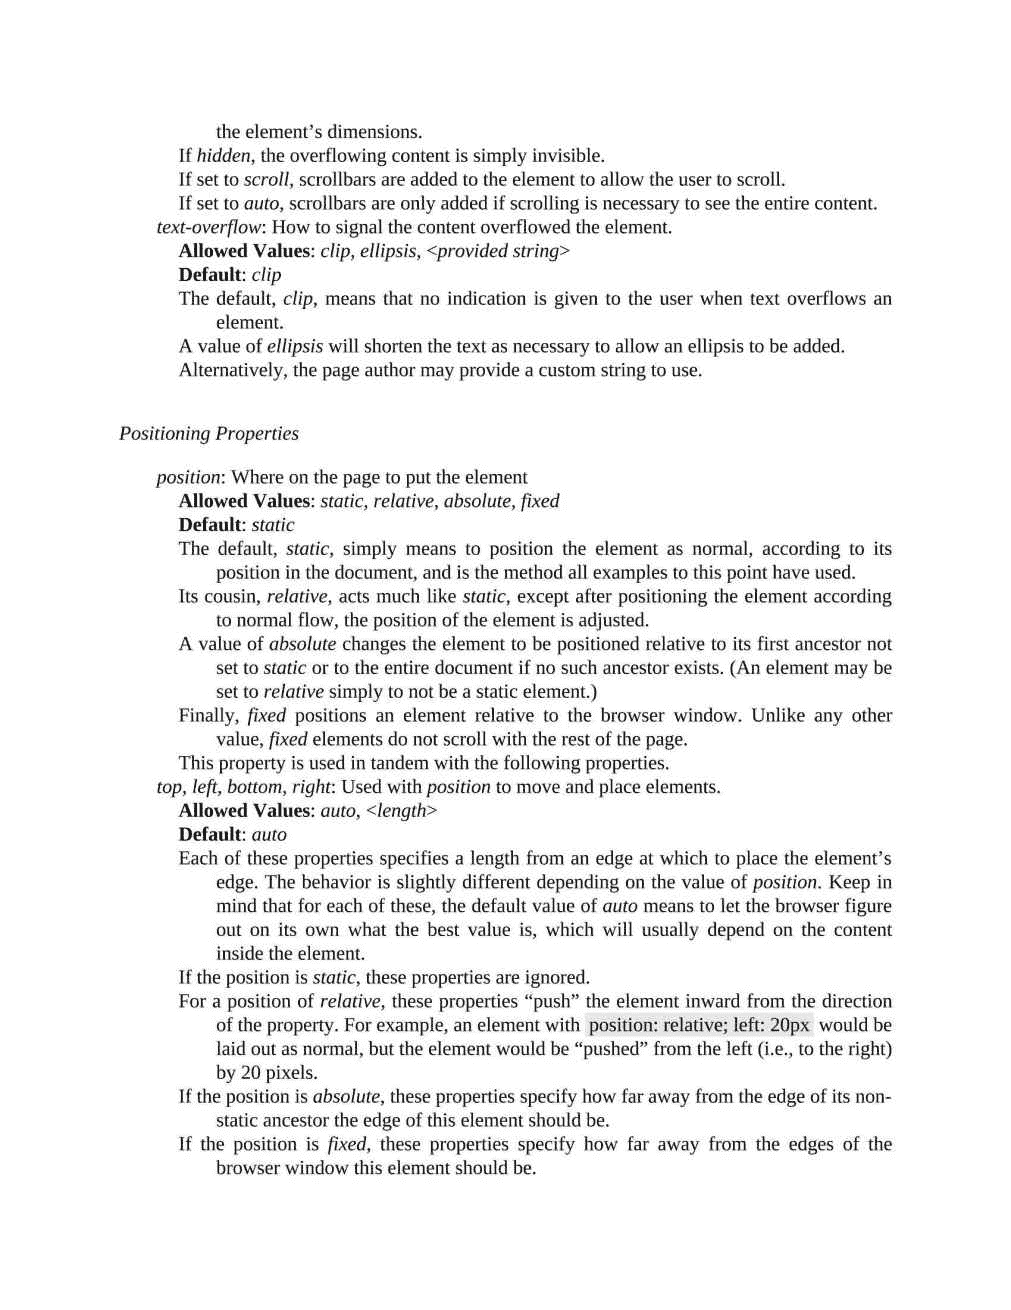 the element’s dimensions.
If hidden, the overflowing content is simply invisible.
If set to scroll, scrollbars are added to the element to allow the user to scroll.
If set to auto, scrollbars are only added if scrolling is necessary to see the entire content.
text-overflow: How to signal the content overflowed the element.
Allowed Values: clip, ellipsis, <provided string>
Default: clip
The default, clip, means that no indication is given to the user when text overflows an
element.
A value of ellipsis will shorten the text as necessary to allow an ellipsis to be added.
Alternatively, the page author may provide a custom string to use.
Positioning Properties
position: Where on the page to put the element
Allowed Values: static, relative, absolute, fixed
Default: static
The default, static, simply means to position the element as normal, according to its
position in the document, and is the method all examples to this point have used.
Its cousin, relative, acts much like static, except after positioning the element according
to normal flow, the position of the element is adjusted.
A value of absolute changes the element to be positioned relative to its first ancestor not
set to static or to the entire document if no such ancestor exists. (An element may be
set to relative simply to not be a static element.)
Finally, fixed positions an element relative to the browser window. Unlike any other
value, fixed elements do not scroll with the rest of the page.
This property is used in tandem with the following properties.
top, left, bottom, right: Used with position to move and place elements.
Allowed Values: auto, <length>
Default: auto
Each of these properties specifies a length from an edge at which to place the element’s
edge. The behavior is slightly different depending on the value of position. Keep in
mind that for each of these, the default value of auto means to let the browser figure
out on its own what the best value is, which will usually depend on the content
inside the element.
If the position is static, these properties are ignored.
For a position of relative, these properties “push” the element inward from the direction
of the property. For example, an element with position: relative; left: 20px would be
laid out as normal, but the element would be “pushed” from the left (i.e., to the right)
by 20 pixels.
If the position is absolute, these properties specify how far away from the edge of its non-
static ancestor the edge of this element should be.
If the position is fixed, these properties specify how far away from the edges of the
browser window this element should be.